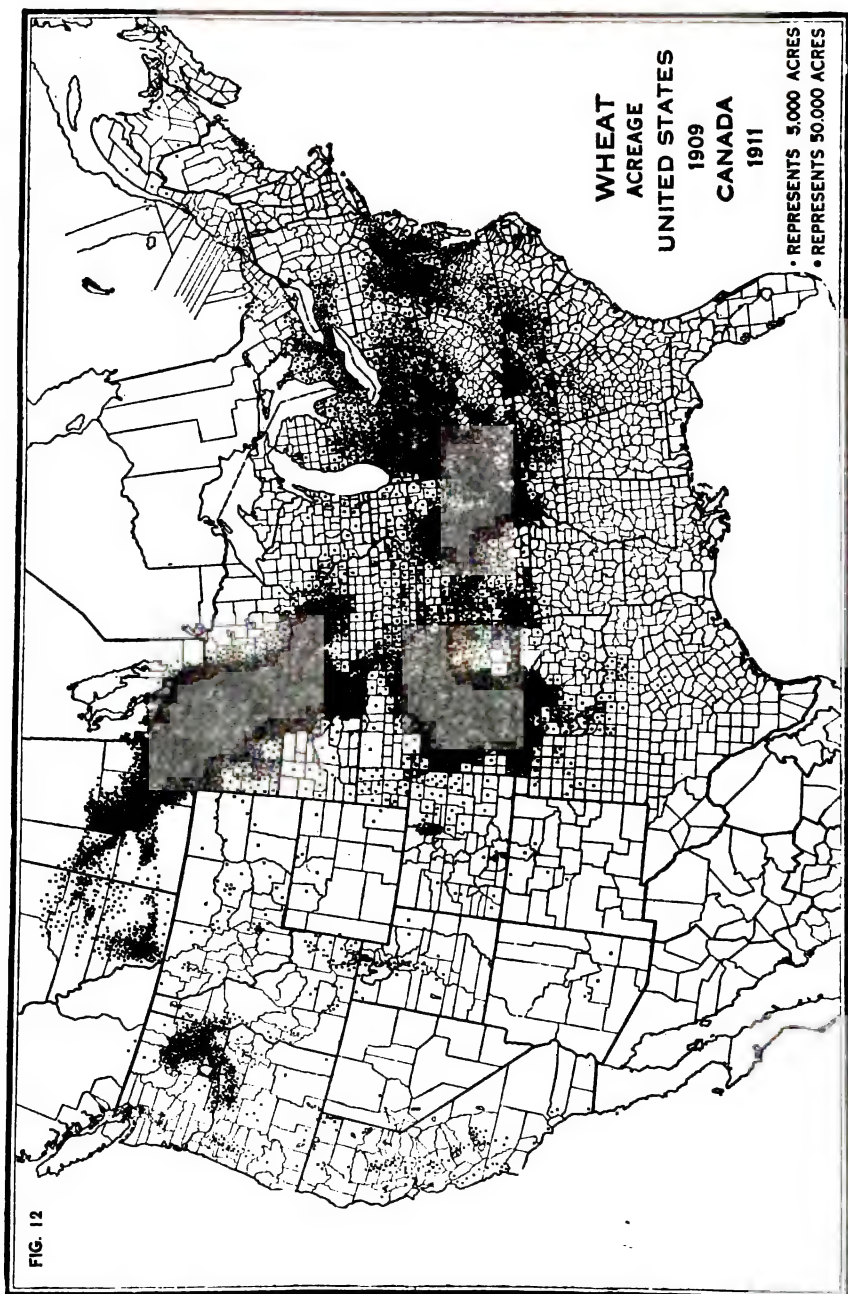 FIG. 12
WHEAT
ACREAGE
UNITED STATES
1909
CANADA
1911
• REPRESENTS 5,000 ACRES
• REPRESENTS 50,000 ACRES